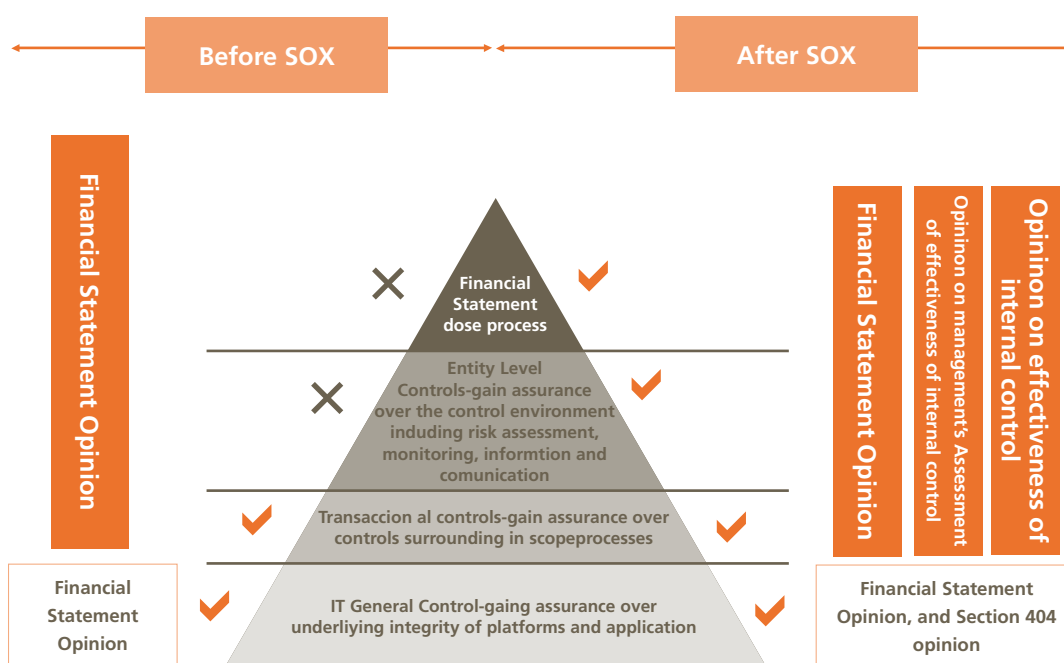 Before SOX
After SOX
Financial Statement Opinion
Financial
Statement
dose process
Entity Level
Controls-gain assurance
over the control environment
including risk assessment,
monitoring, informtion and
comunication
Transaccion al controls-gain assurance over
controls surrounding in scopeprocesses
IT General Control-gaing assurance over
underliying integrity of platforms and application
Financial Statement Opinion
Opininon on management's Assessment
of effectiveness of internal control
Opininon on effectiveness of
internal control
Financial
Statement
Opinion
Financial Statement
Opinion, and Section 404
opinion